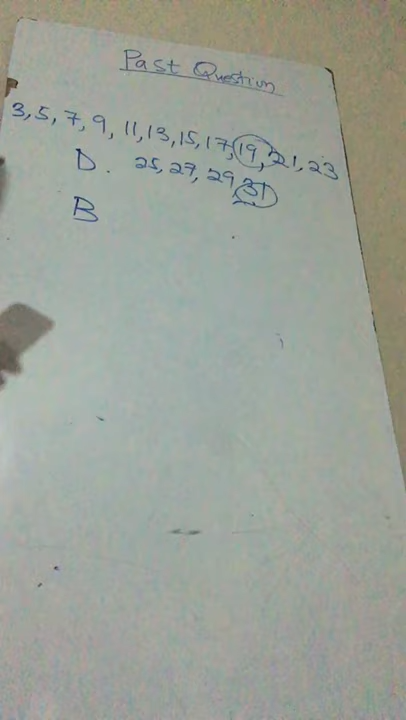 Past Question
3, 5, 7, 9, 11, 13, 15, 17, 19, 21, 23
D. 25, 27, 29, 31
B